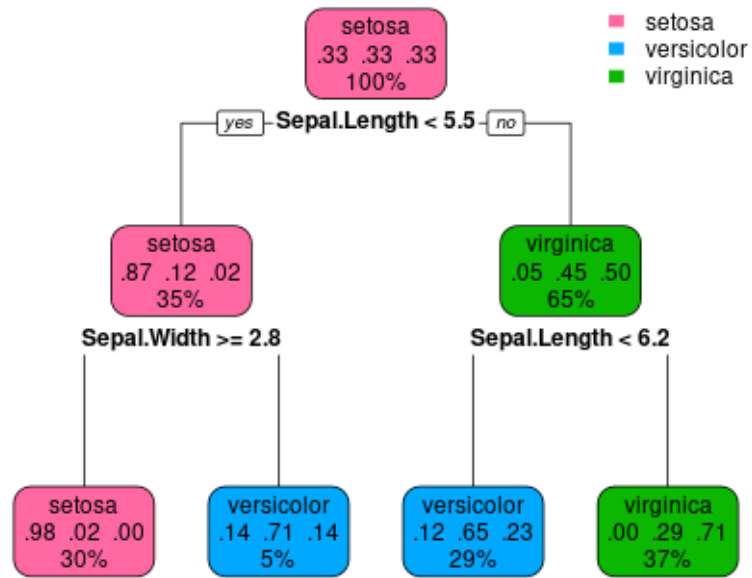 setosa
.33 .33 .33
100%
setosa
versicolor
virginica
yes Sepal.Length < 5.5 no
setosa
.87 .12 .02
35%
virginica
.05 .45 .50
65%
Sepal.Width >= 2.8
Sepal.Length < 6.2
setosa
.98 .02 .00
30%
versicolor
.14 .71 .14
5%
versicolor
.12 .65 .23
29%
virginica
.00 .29 .71
37%